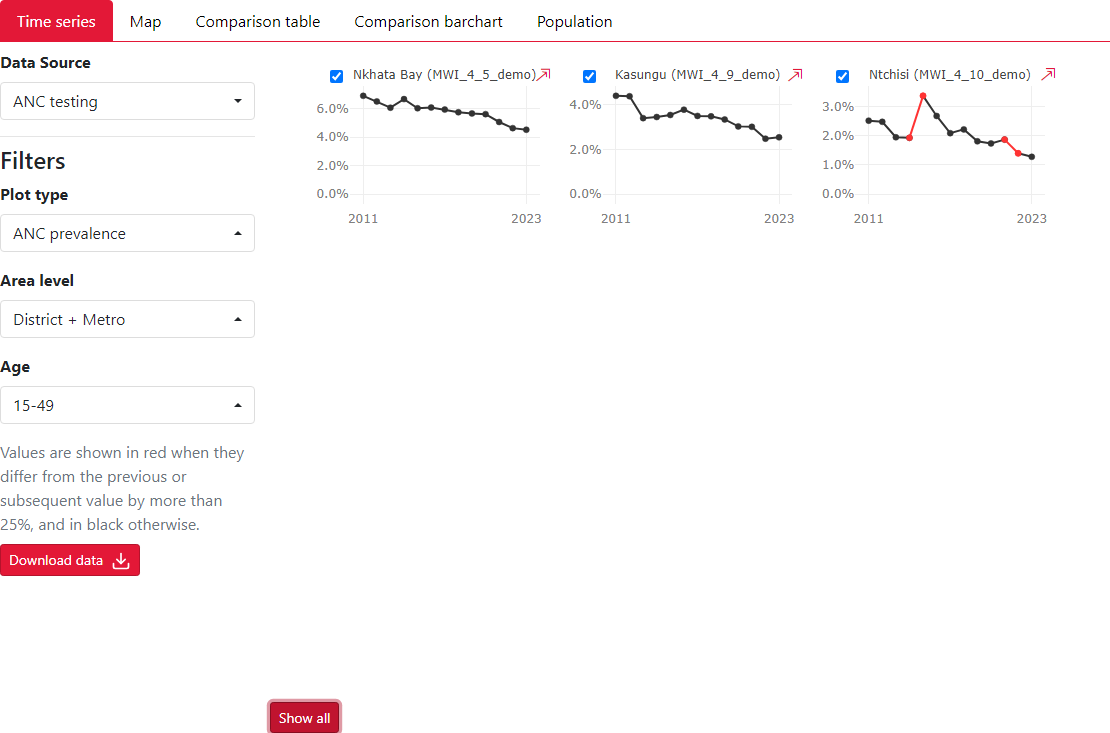 Time series
Map
Comparison table
Comparison barchart
Population
Data Source
ANC testing
Filters
Plot type
ANC prevalence
Area level
District + Metro
Age
15-49
Values are shown in red when they
differ from the previous or
subsequent value by more than
25%, and in black otherwise.
Download data
Nkhata Bay (MWI_4_5_demo)
6.0%
4.0%
2.0%
0.0%
2011
2023
Kasungu (MWI_4_9_demo)
4.0%
2.0%
0.0%
2011
2023
Ntchisi (MWI_4_10_demo)
3.0%
2.0%
1.0%
0.0%
2011
2023
Show all